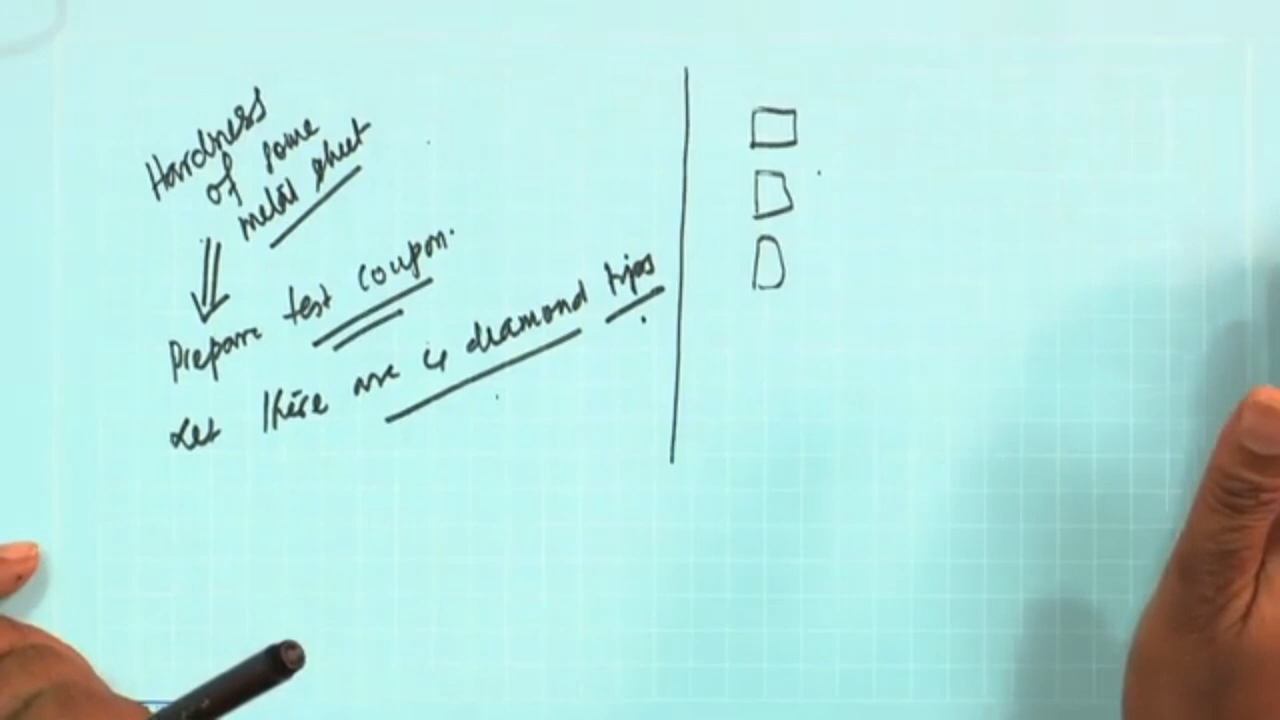 Hardness
of some
metal sheet
Prepare test coupon.
Let there are 4 diamond tips